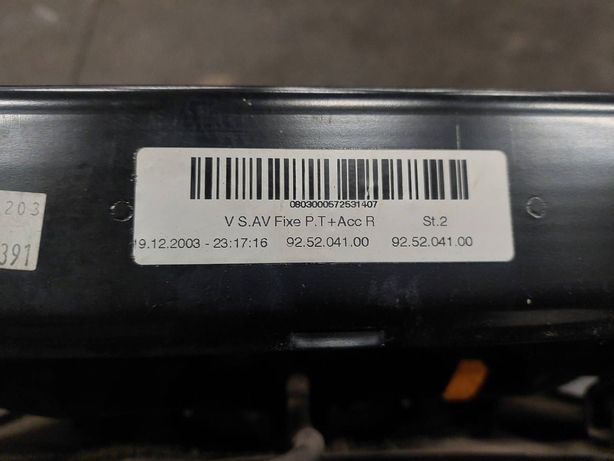 0803000572531407
V S.AV Fixe P.T+Acc R St.2
19.12.2003 - 23:17:16 92.52.041.00 92.52.041.00
203
391